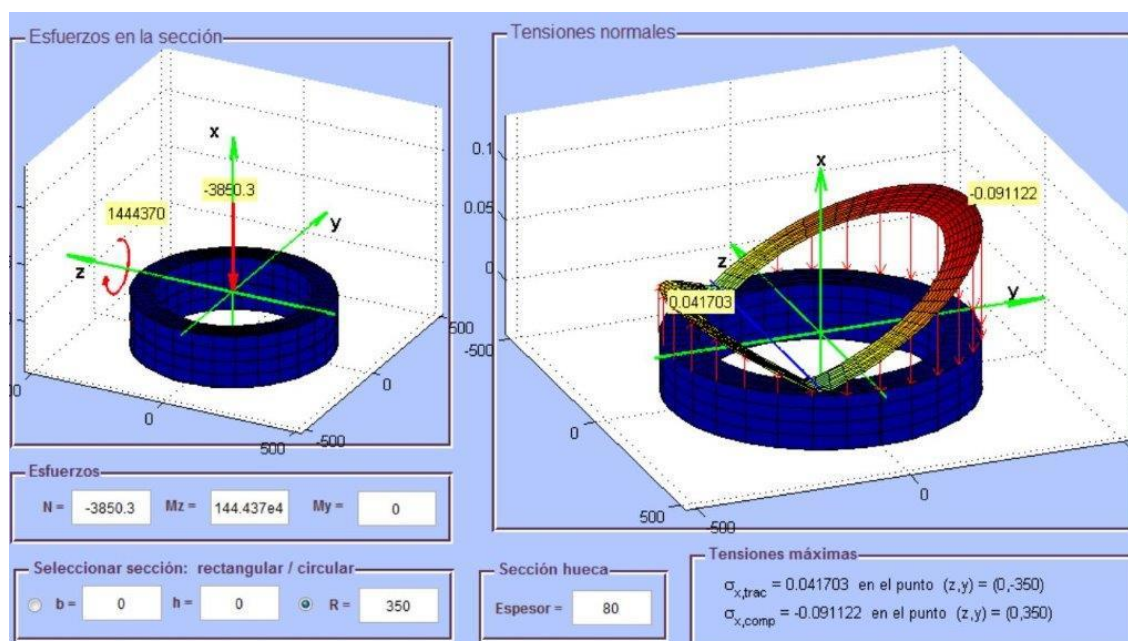 Esfuerzos en la sección
x
-3850.3
1444370
y
z
500
0
-500
00
0
500
Tensiones normales
0.1
x
-0.091122
0.05
z
0
0.041703
y
-500
0
0
500
-500
Esfuerzos
N = -3850.3 Mz = 144.437e4 My = 0
Seleccionar sección: rectangular / circular
b = 0 h = 0 R = 350
Sección hueca
Espesor = 80
Tensiones máximas
σx,trac = 0.041703 en el punto (z,y) = (0,-350)
σx,comp = -0.091122 en el punto (z,y) = (0,350)